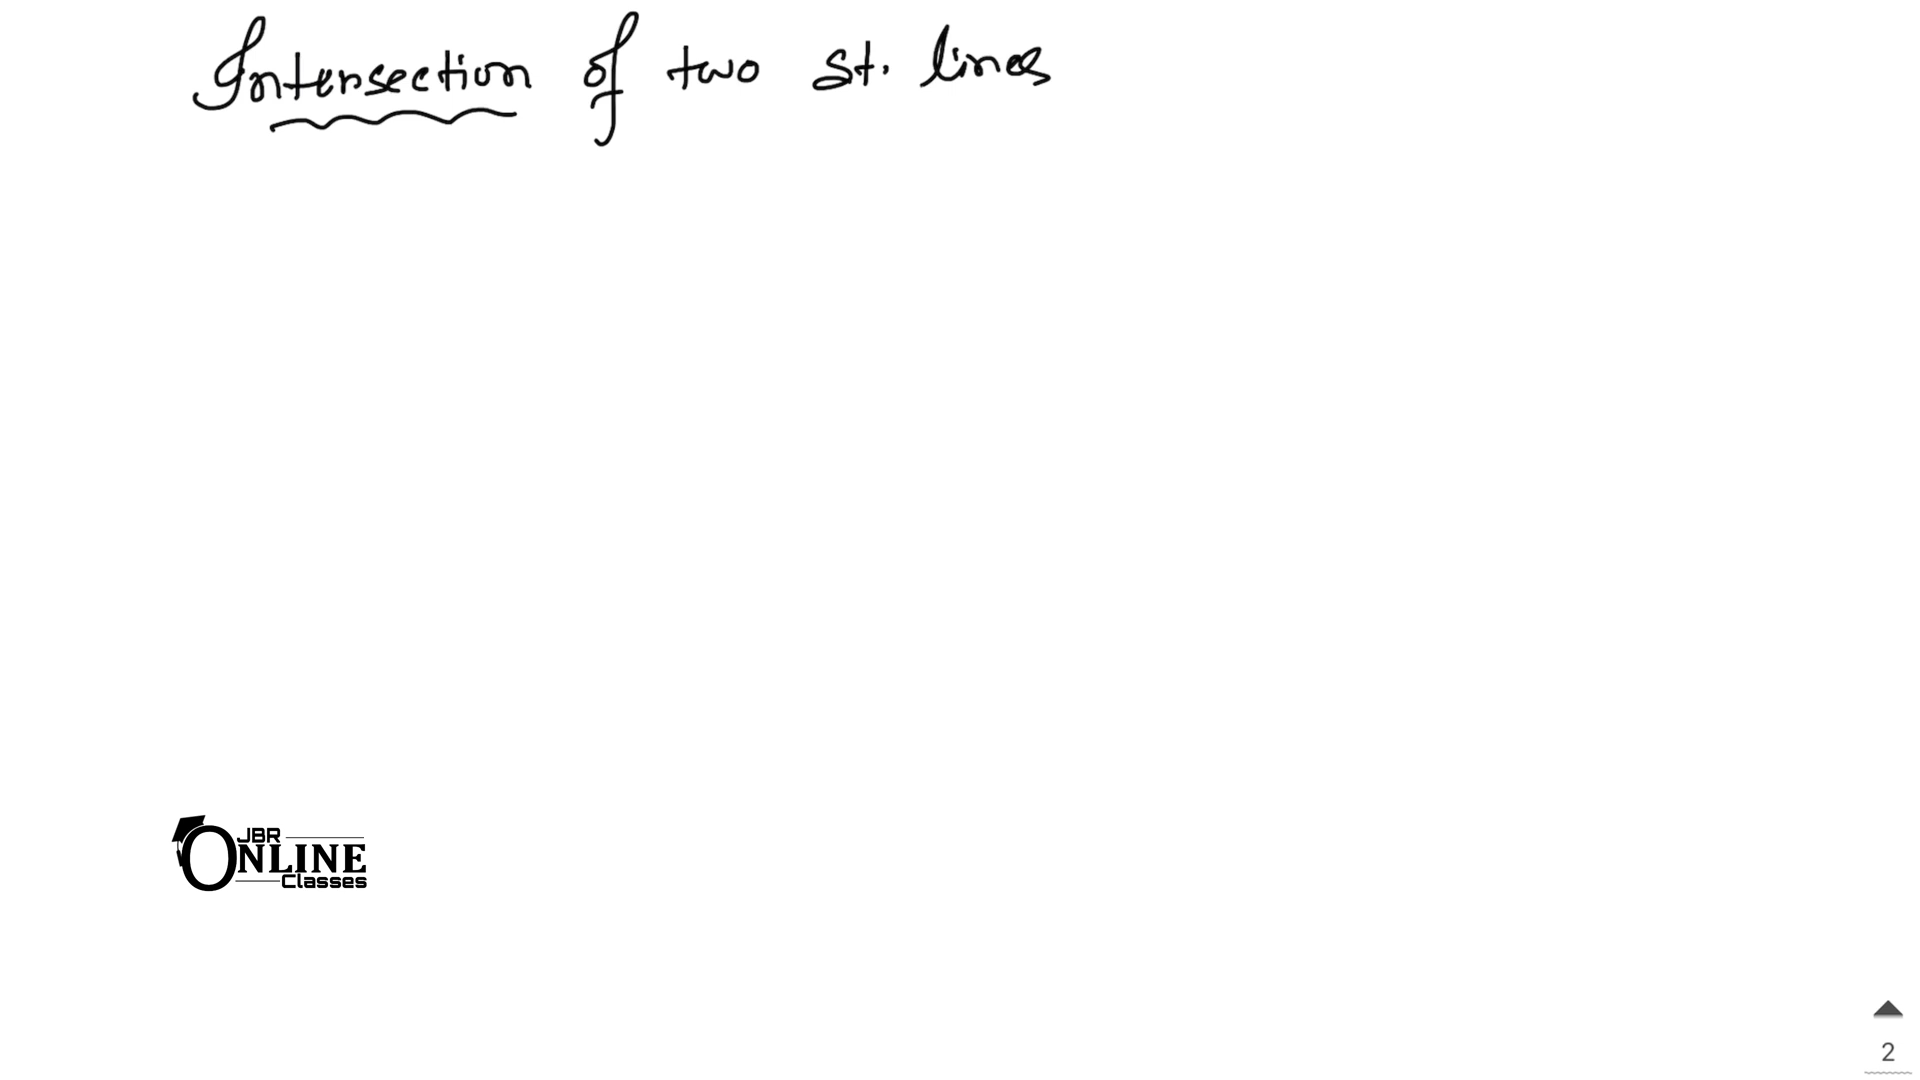 Intersection of two st. lines
JBR
ONLINE
Classes
2